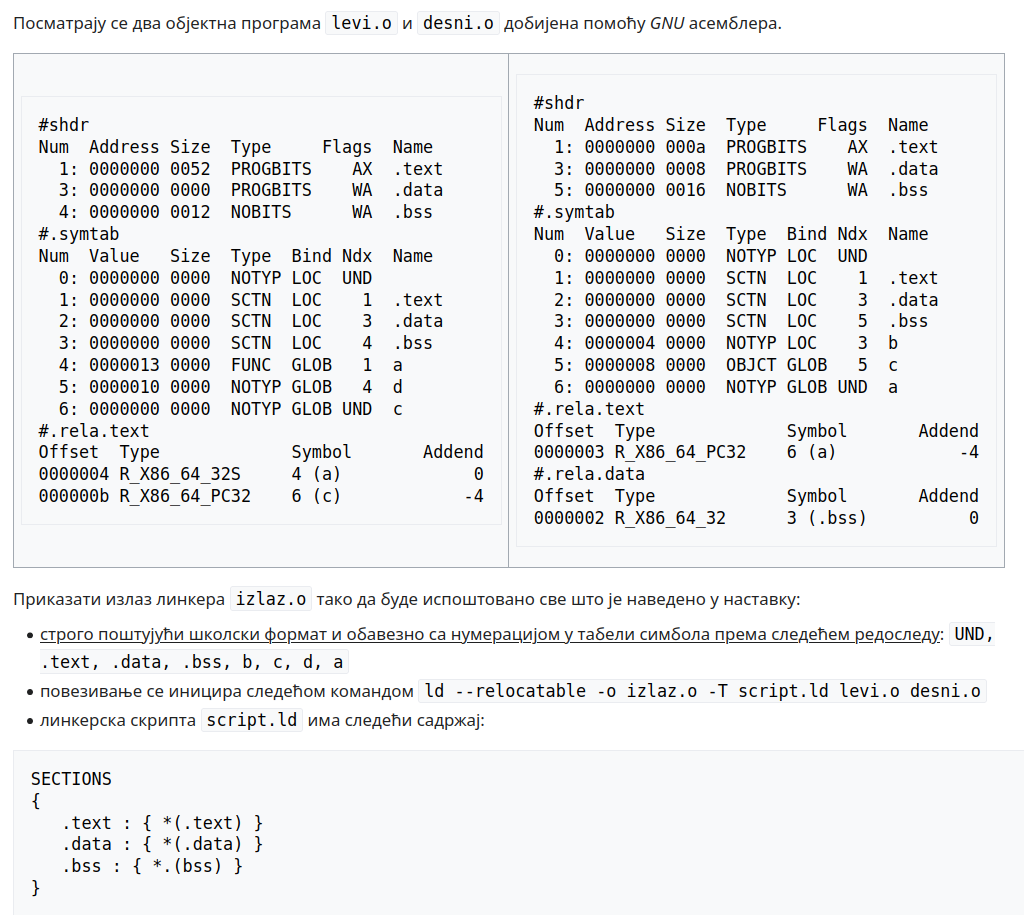 Посматрају се два објектна програма levi.o и desni.o добијена помоћу GNU асемблера.
#shdr
Num  Address Size  Type     Flags  Name
  1: 0000000 0052  PROGBITS    AX  .text
  3: 0000000 0000  PROGBITS    WA  .data
  4: 0000000 0012  NOBITS      WA  .bss
#.symtab
Num  Value   Size  Type  Bind Ndx  Name
  0: 0000000 0000  NOTYP LOC  UND
  1: 0000000 0000  SCTN  LOC    1  .text
  2: 0000000 0000  SCTN  LOC    3  .data
  3: 0000000 0000  SCTN  LOC    4  .bss
  4: 0000013 0000  FUNC  GLOB   1  a
  5: 0000010 0000  NOTYP GLOB   4  d
  6: 0000000 0000  NOTYP GLOB UND  c
#.rela.text
Offset  Type             Symbol       Addend
0000004 R_X86_64_32S     4 (a)             0
000000b R_X86_64_PC32    6 (c)            -4
#shdr
Num  Address Size  Type     Flags  Name
  1: 0000000 000a  PROGBITS    AX  .text
  3: 0000000 0008  PROGBITS    WA  .data
  5: 0000000 0016  NOBITS      WA  .bss
#.symtab
Num  Value   Size  Type  Bind Ndx  Name
  0: 0000000 0000  NOTYP LOC  UND
  1: 0000000 0000  SCTN  LOC    1  .text
  2: 0000000 0000  SCTN  LOC    3  .data
  3: 0000000 0000  SCTN  LOC    5  .bss
  4: 0000004 0000  NOTYP LOC    3  b
  5: 0000008 0000  OBJCT GLOB   5  c
  6: 0000000 0000  NOTYP GLOB UND  a
#.rela.text
Offset  Type             Symbol       Addend
0000003 R_X86_64_PC32    6 (a)            -4
#.rela.data
Offset  Type             Symbol       Addend
0000002 R_X86_64_32      3 (.bss)          0
Приказати излаз линкера izlaz.o тако да буде испоштовано све што је наведено у наставку:
• строго поштујући школски формат и обавезно са нумерацијом у табели симбола према следећем редоследу: UND,
.text, .data, .bss, b, c, d, a
• повезивање се иницира следећом командом ld --relocatable -o izlaz.o -T script.ld levi.o desni.o
• линкерска скрипта script.ld има следећи садржај:
SECTIONS
{
   .text : { *(.text) }
   .data : { *(.data) }
   .bss : { *.(bss) }
}